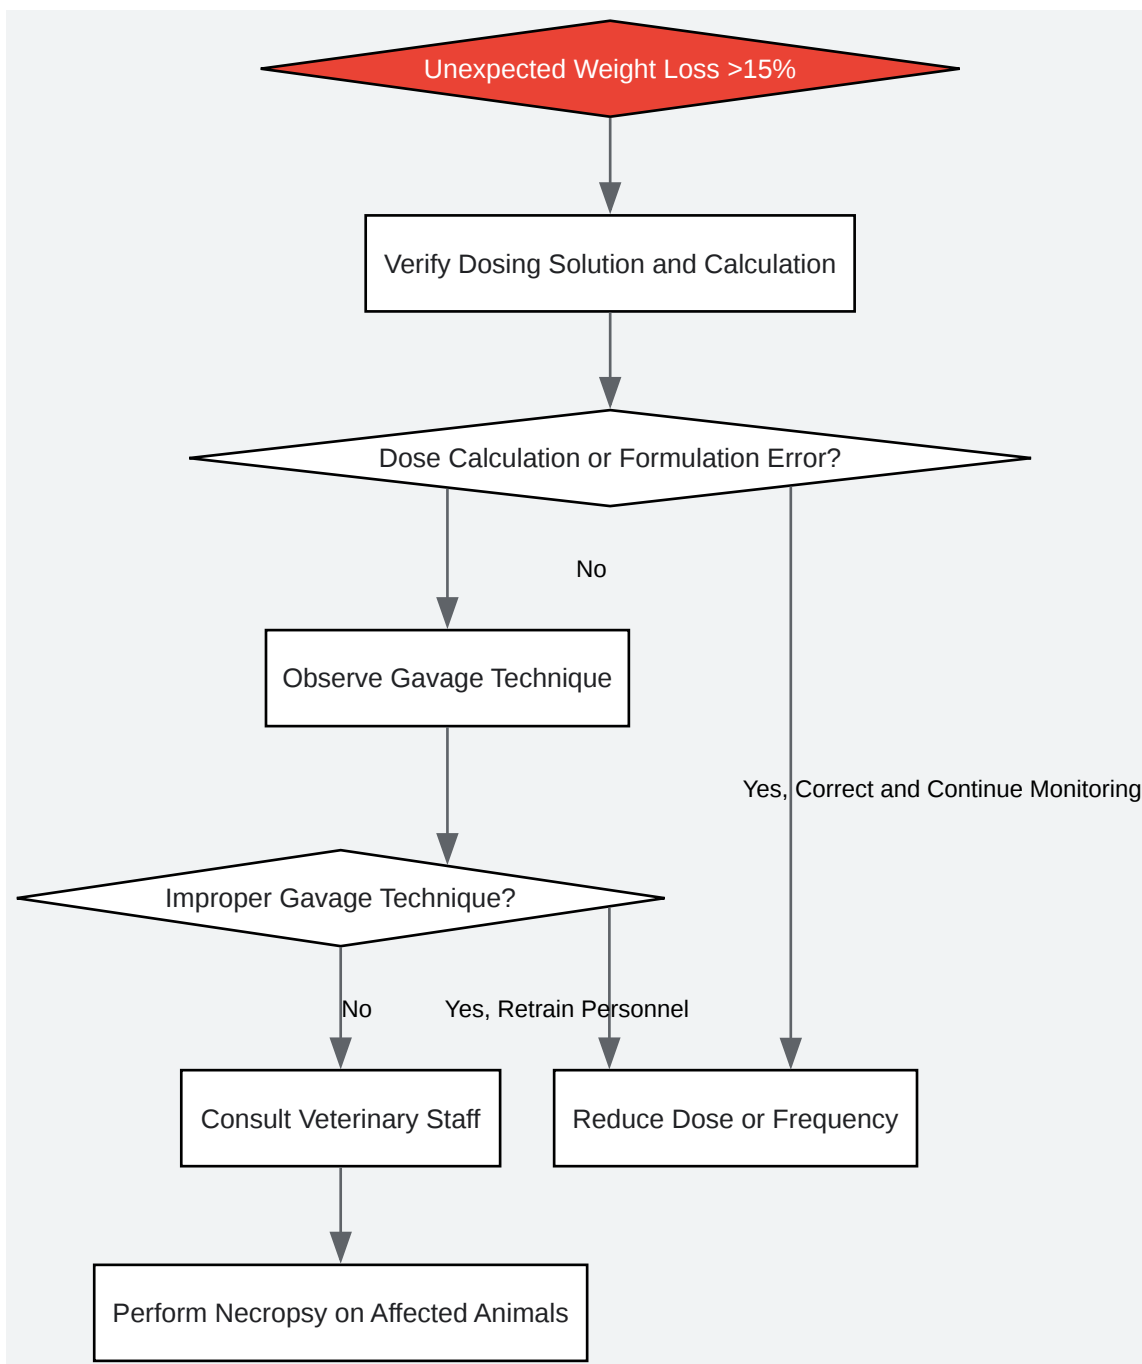 Unexpected Weight Loss >15%
Verify Dosing Solution and Calculation
Dose Calculation or Formulation Error?
No
Observe Gavage Technique
Yes, Correct and Continue Monitoring
Improper Gavage Technique?
No
Yes, Retrain Personnel
Consult Veterinary Staff
Reduce Dose or Frequency
Perform Necropsy on Affected Animals